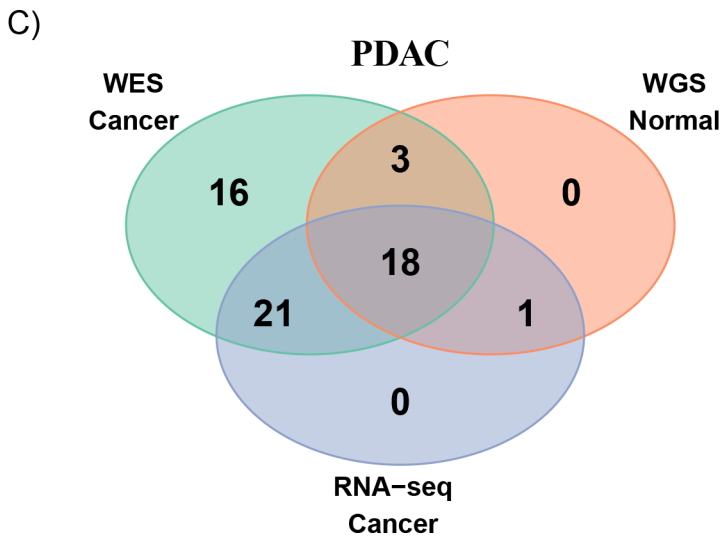 C)
PDAC
WES
Cancer
WGS
Normal
3
16
0
18
21
1
0
RNA−seq
Cancer